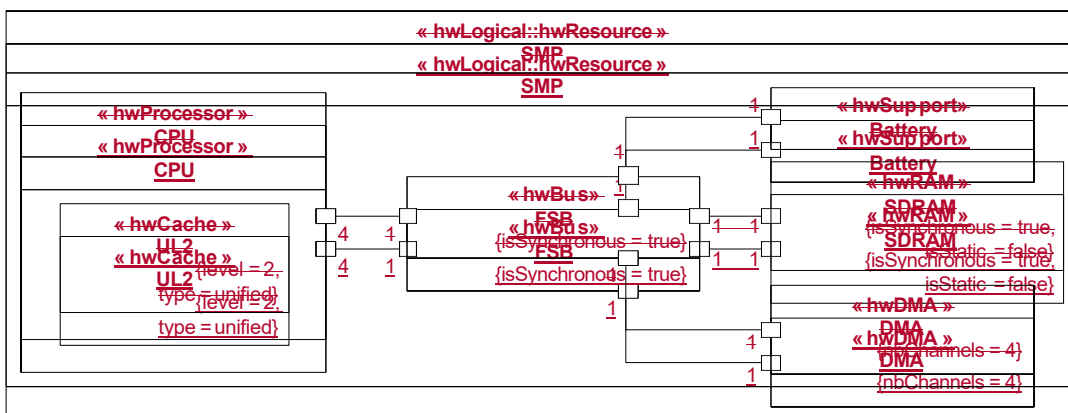 « hwLogical::hwResource »
SMP
« hwLogical::hwResource »
SMP
« hwProcessor »
CPU
« hwProcessor »
CPU
« hwCache »
UL2
« hwCache »
UL2
{level = 2,
type = unified}
{level = 2,
type = unified}
4
4
1
1
« hwBus »
FSB
« hwBus »
FSB
{isSynchronous = true}
{isSynchronous = true}
1
1
1
1
1
1
1
1
1
1
1
1
1
1
« hwSupport»
Battery
« hwSupport»
Battery
« hwRAM »
SDRAM
« hwRAM »
SDRAM
{isSynchronous = true,
isStatic = false}
{isSynchronous = true,
isStatic = false}
« hwDMA »
DMA
« hwDMA »
DMA
{nbChannels = 4}
{nbChannels = 4}